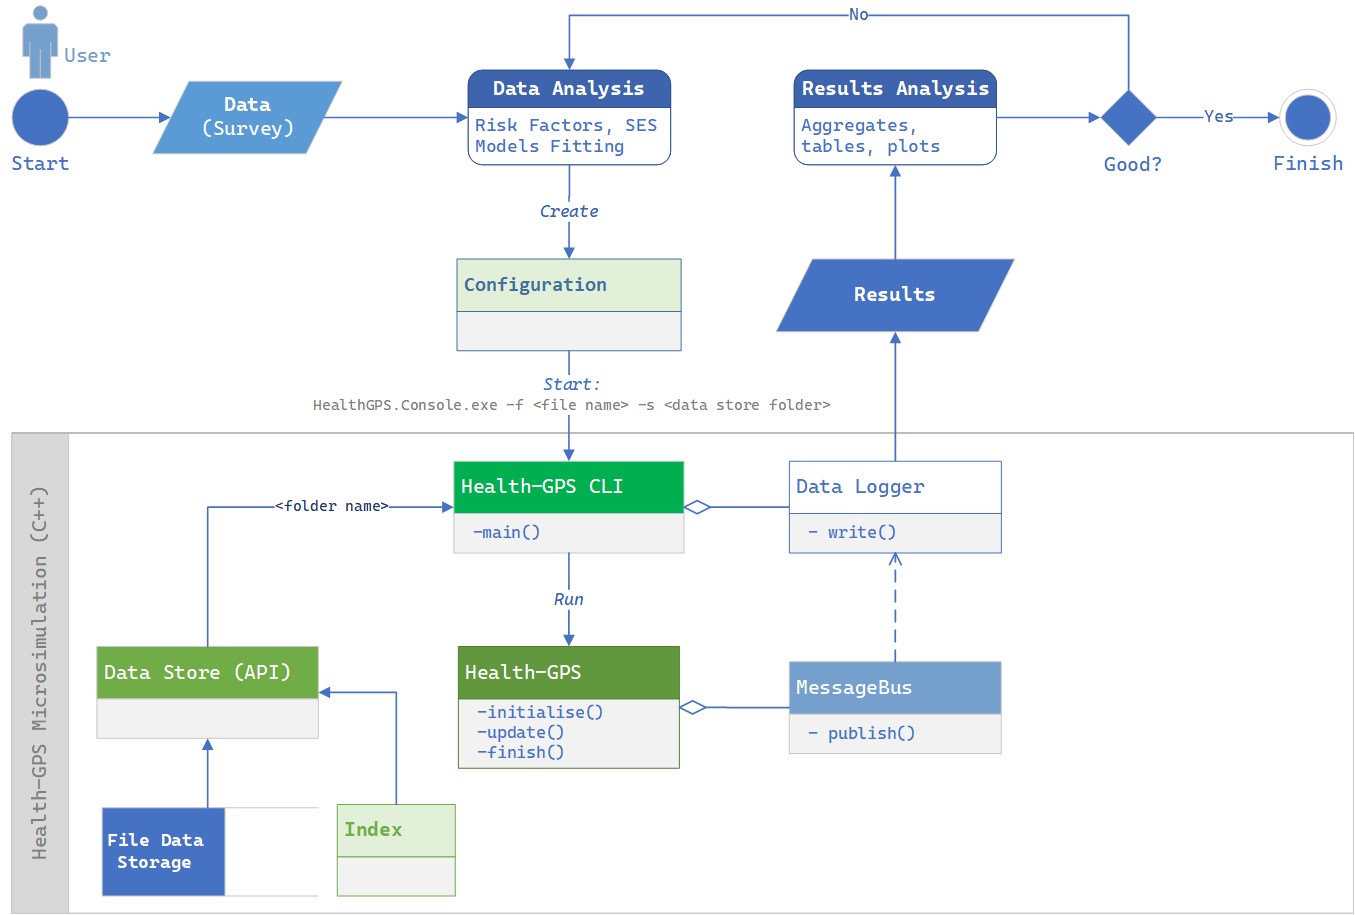 No
User
Data
(Survey)
Start
Data Analysis
Risk Factors, SES
Models Fitting
Results Analysis
Aggregates,
tables, plots
Good?
Yes
Finish
Create
Configuration
Results
Start:
HealthGPS.Console.exe -f <file name> -s <data store folder>
Health-GPS Microsimulation (C++)
<folder name>
Health-GPS CLI
-main()
Data Logger
- write()
Run
Data Store (API)
Health-GPS
-initialise()
-update()
-finish()
MessageBus
- publish()
File Data
Storage
Index